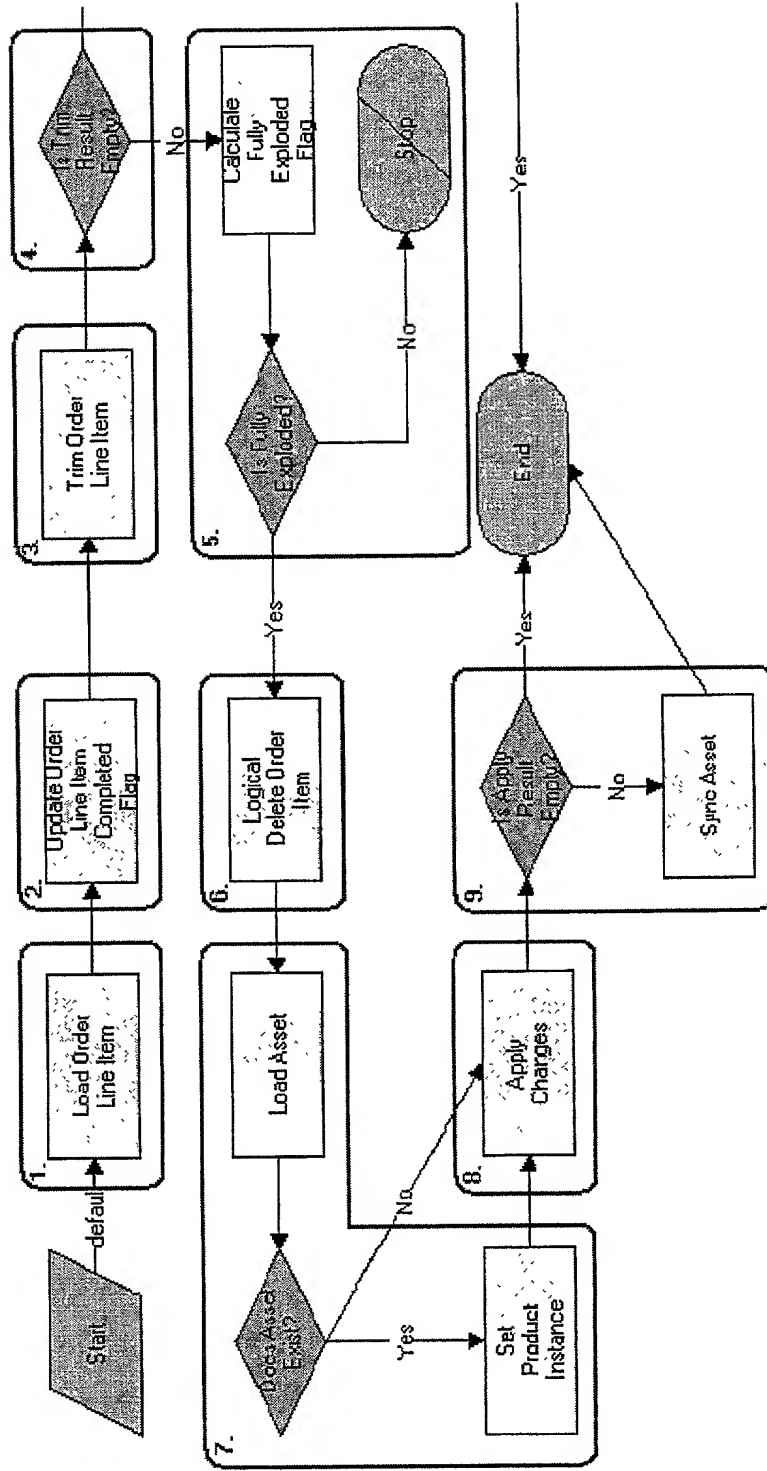 Start
default
1.
Load Order
Line Item
2.
Update Order
Line Item
Completed
Flag
3.
Trim Order
Line Item
4.
Is Trim
Result
Empty?
No
5.
Calculate
Fully
Exploded
Flag
Is Fully
Exploded?
No
Stop
Yes
6.
Logical
Delete Order
Item
7.
Load Asset
Does Asset
Exist?
No
Yes
Set
Product
Instance
8.
Apply
Changes
9.
Is Apply
Result
Empty?
Yes
No
Sync Asset
End
Yes